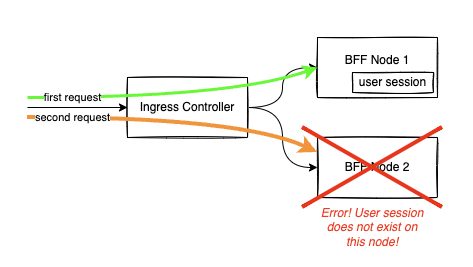 first request
second request
Ingress Controller
BFF Node 1
user session
BFF Node 2
Error! User session
does not exist on
this node!